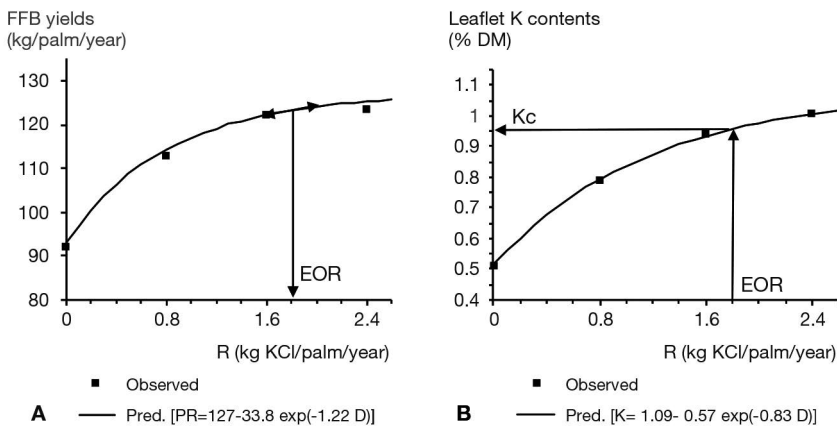 FFB yields
(kg/palm/year)
130
120
110
100
90
80
EOR
0
0.8
1.6
2.4
R (kg KCl/palm/year)
Observed
A
Pred. [PR=127-33.8 exp(-1.22 D)]
Leaflet K contents
(% DM)
1.1
1
0.9
0.8
0.7
0.6
0.5
0.4
Kc
EOR
0
0.8
1.6
2.4
R (kg KCl/palm/year)
Observed
B
Pred. [K= 1.09- 0.57 exp(-0.83 D)]